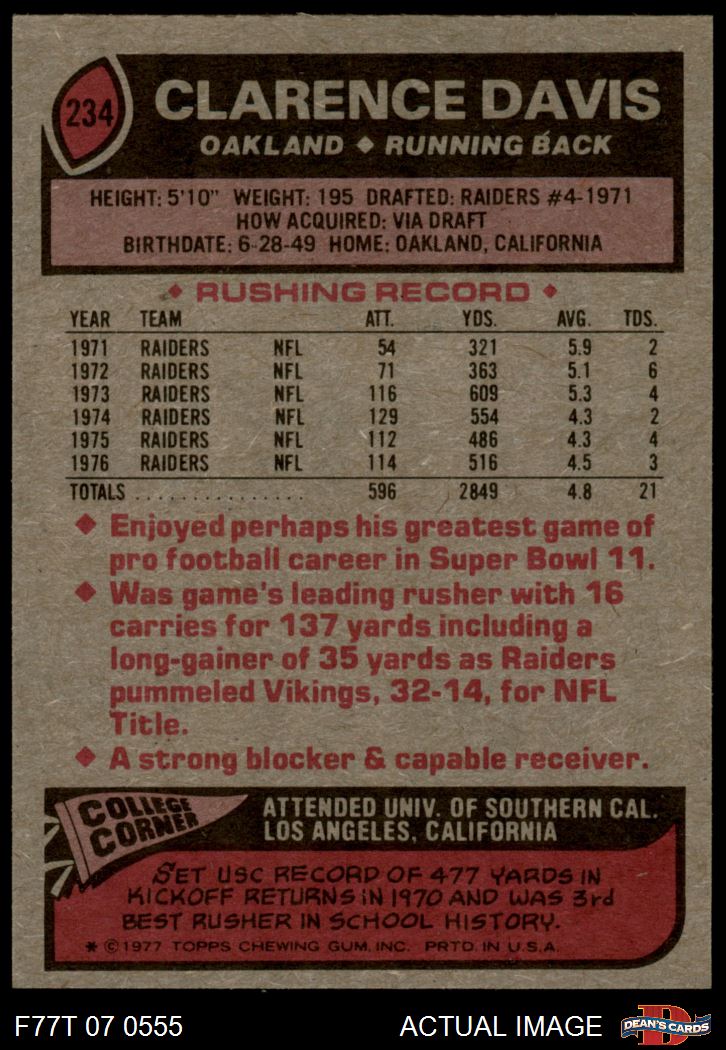 234
CLARENCE DAVIS
OAKLAND ◆ RUNNING BACK
HEIGHT: 5'10" WEIGHT: 195 DRAFTED: RAIDERS #4-1971
HOW ACQUIRED: VIA DRAFT
BIRTHDATE: 6-28-49 HOME: OAKLAND, CALIFORNIA
◆ RUSHING RECORD ◆
YEAR TEAM ATT. YDS. AVG. TDS.
1971 RAIDERS NFL 54 321 5.9 2
1972 RAIDERS NFL 71 363 5.1 6
1973 RAIDERS NFL 116 609 5.3 4
1974 RAIDERS NFL 129 554 4.3 2
1975 RAIDERS NFL 112 486 4.3 4
1976 RAIDERS NFL 114 516 4.5 3
TOTALS ................ 596 2849 4.8 21
◆ Enjoyed perhaps his greatest game of
pro football career in Super Bowl 11.
◆ Was game's leading rusher with 16
carries for 137 yards including a
long-gainer of 35 yards as Raiders
pummeled Vikings, 32-14, for NFL
Title.
◆ A strong blocker & capable receiver.
COLLEGE
CORNER
ATTENDED UNIV. OF SOUTHERN CAL.
LOS ANGELES, CALIFORNIA
SET USC RECORD OF 477 YARDS IN
KICKOFF RETURNS IN 1970 AND WAS 3rd
BEST RUSHER IN SCHOOL HISTORY.
* ©1977 TOPPS CHEWING GUM, INC. PRTD. IN U.S.A.
F77T 07 0555
ACTUAL IMAGE
D
DEAN'S CARDS